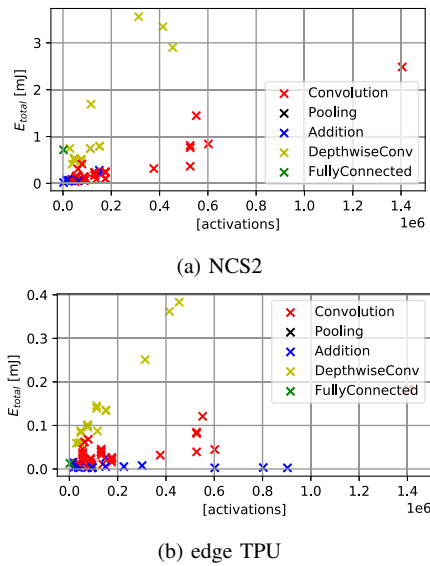 3
2
1
0
E_total [mJ]
Convolution
Pooling
Addition
DepthwiseConv
FullyConnected
0.0 0.2 0.4 0.6 0.8 1.0 1.2 1.4
[activations]
1e6
(a) NCS2
0.4
0.3
0.2
0.1
0.0
E_total [mJ]
Convolution
Pooling
Addition
DepthwiseConv
FullyConnected
0.0 0.2 0.4 0.6 0.8 1.0 1.2 1.4
[activations]
1e6
(b) edge TPU